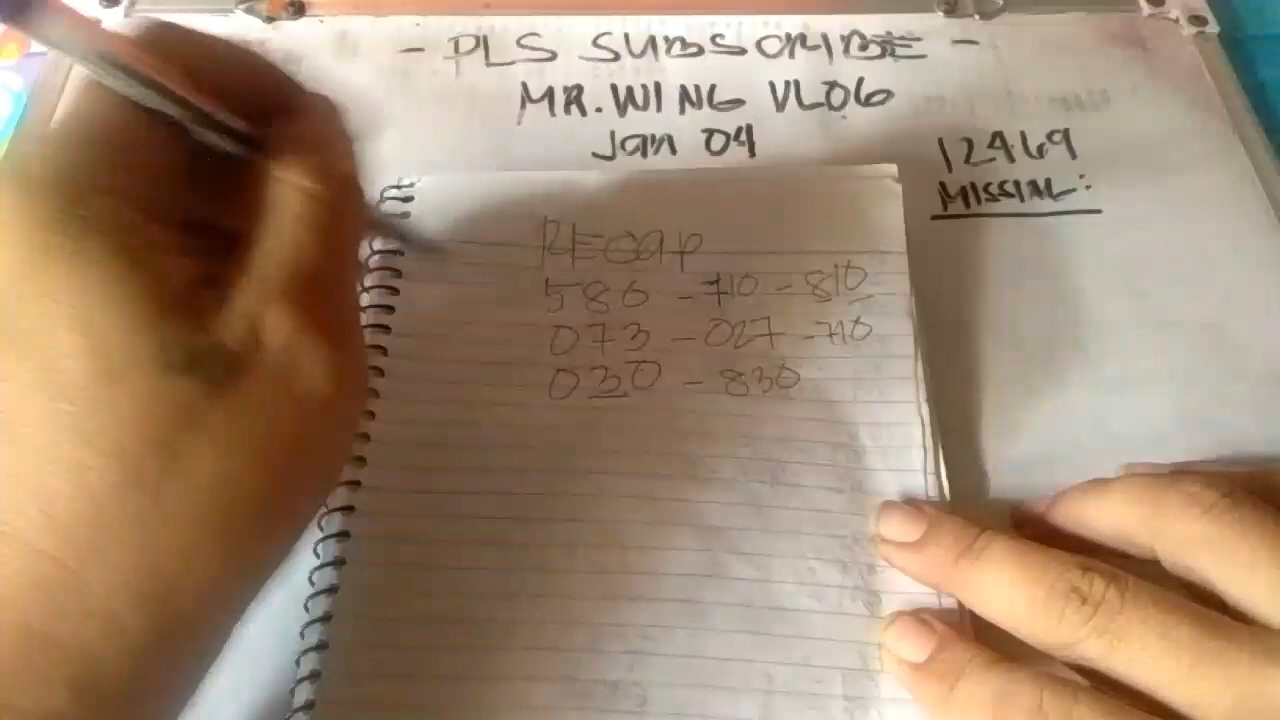 - PLS SUBSCRIBE -
MR. WING VLOG
Jan 04
12469
MISSING:
RECAP
586 - 710 - 810
073 - 027 - 710
030 - 830